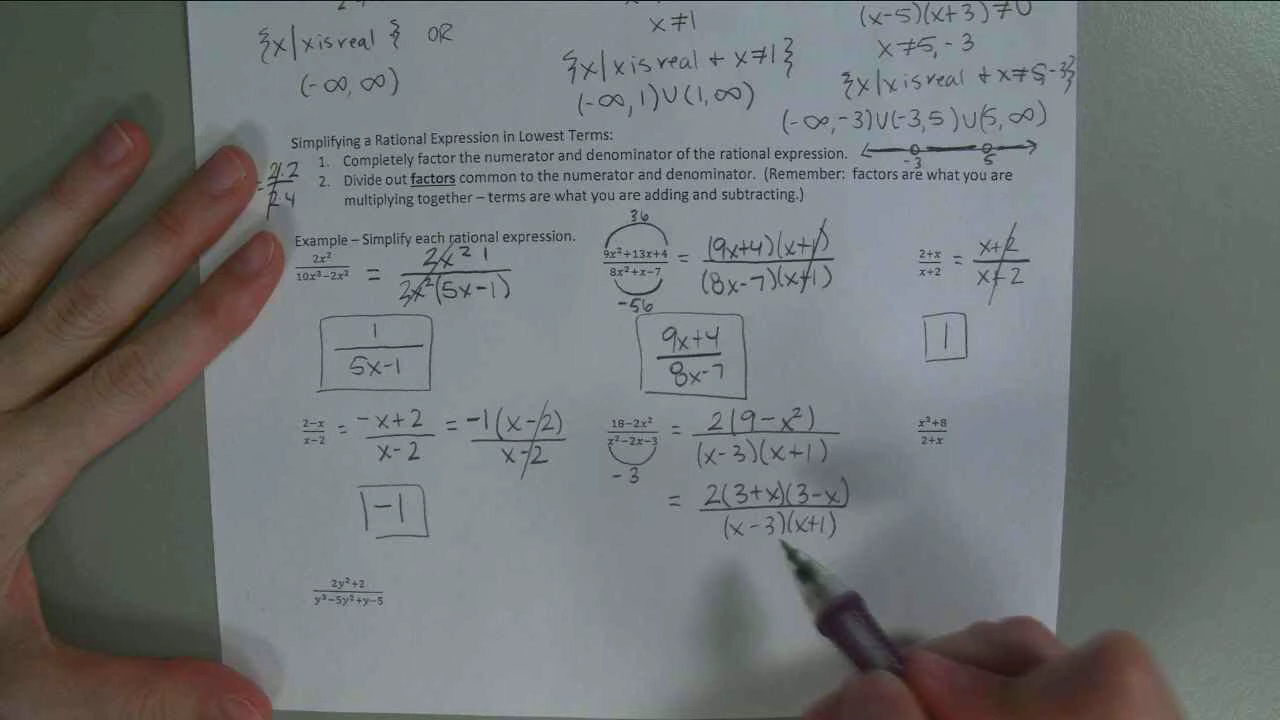 {x|x is real} OR
(-∞, ∞)
x≠1
{x|x is real + x≠1}
(-∞, 1)∪(1, ∞)
(x-5)(x+3)≠0
x≠5, -3
{x|x is real + x≠5, -3}
(-∞, -3)∪(-3, 5)∪(5, ∞)
-3 5
Simplifying a Rational Expression in Lowest Terms:
1. Completely factor the numerator and denominator of the rational expression.
2. Divide out factors common to the numerator and denominator. (Remember: factors are what you are
multiplying together – terms are what you are adding and subtracting.)
= 2·2
2·4
Example – Simplify each rational expression.
2x²/(10x³−2x²) = 2x² 1/(2x²(5x-1))
1/(5x-1)
36
(9x²+13x+4)/(8x²+x−7) = (9x+4)(x+1)/((8x-7)(x+1))
-56
(9x+4)/(8x-7)
(2+x)/(x+2) = (x+2)/(x+2)
1
(2−x)/(x−2) = (-x+2)/(x-2) = -1(x-2)/(x-2)
-1
(18−2x²)/(x²−2x−3) = 2(9-x²)/((x-3)(x+1))
-3
= 2(3+x)(3-x)/((x-3)(x+1))
(x³+8)/(2+x)
(2y²+2)/(y³−5y²+y−5)